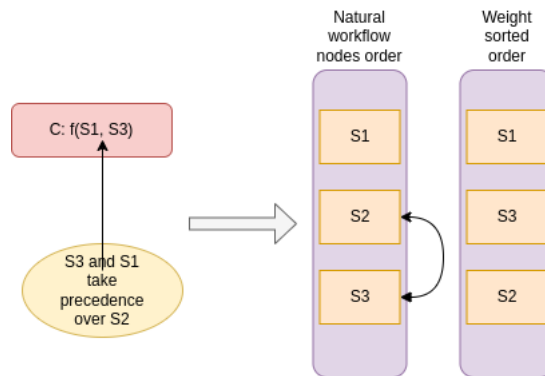 Natural
workflow
nodes order
Weight
sorted
order
C: f(S1, S3)
S3 and S1
take
precedence
over S2
S1
S2
S3
S1
S3
S2